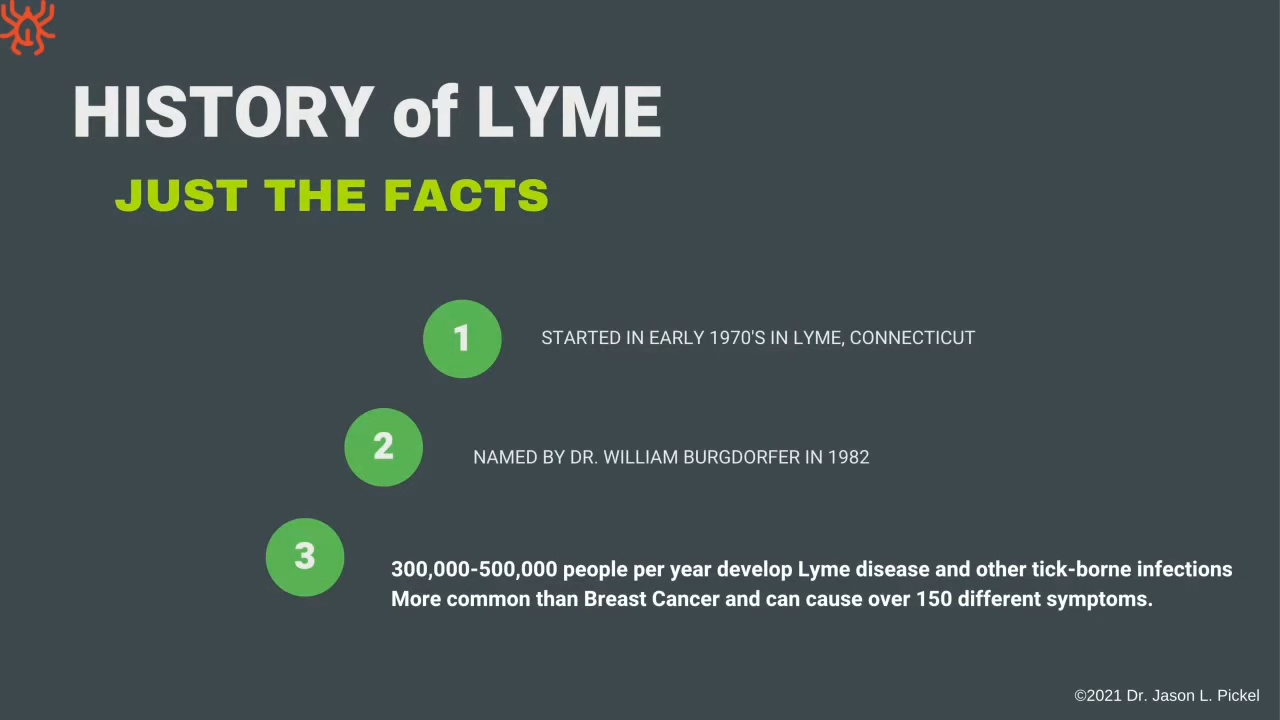 HISTORY of LYME
JUST THE FACTS
1
STARTED IN EARLY 1970'S IN LYME, CONNECTICUT
2
NAMED BY DR. WILLIAM BURGDORFER IN 1982
3
300,000-500,000 people per year develop Lyme disease and other tick-borne infections
More common than Breast Cancer and can cause over 150 different symptoms.
©2021 Dr. Jason L. Pickel